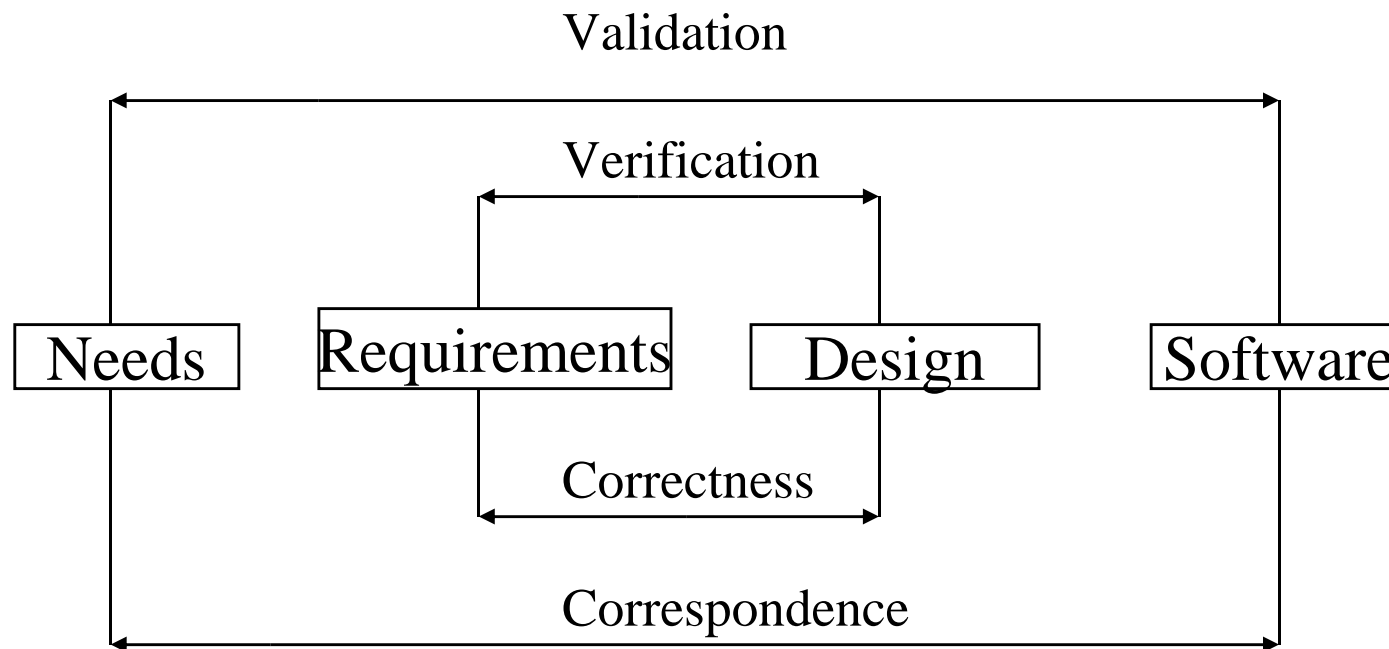 Validation
Verification
Needs
Requirements
Design
Software
Correctness
Correspondence